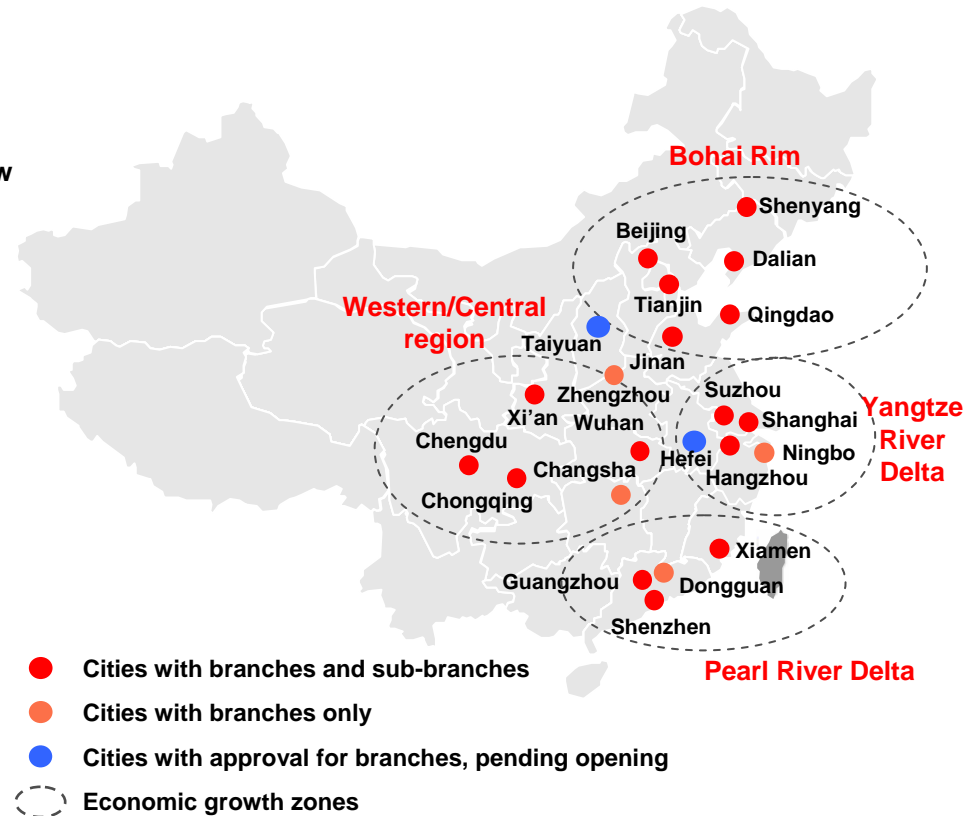 w
Bohai Rim
Shenyang
Beijing
Dalian
Tianjin
Qingdao
Western/Central
region
Taiyuan
Jinan
Zhengzhou
Suzhou
Xi’an
Wuhan
Shanghai
Yangtze
River
Delta
Chengdu
Hefei
Ningbo
Changsha
Hangzhou
Chongqing
Xiamen
Guangzhou
Dongguan
Shenzhen
Pearl River Delta
Cities with branches and sub-branches
Cities with branches only
Cities with approval for branches, pending opening
Economic growth zones